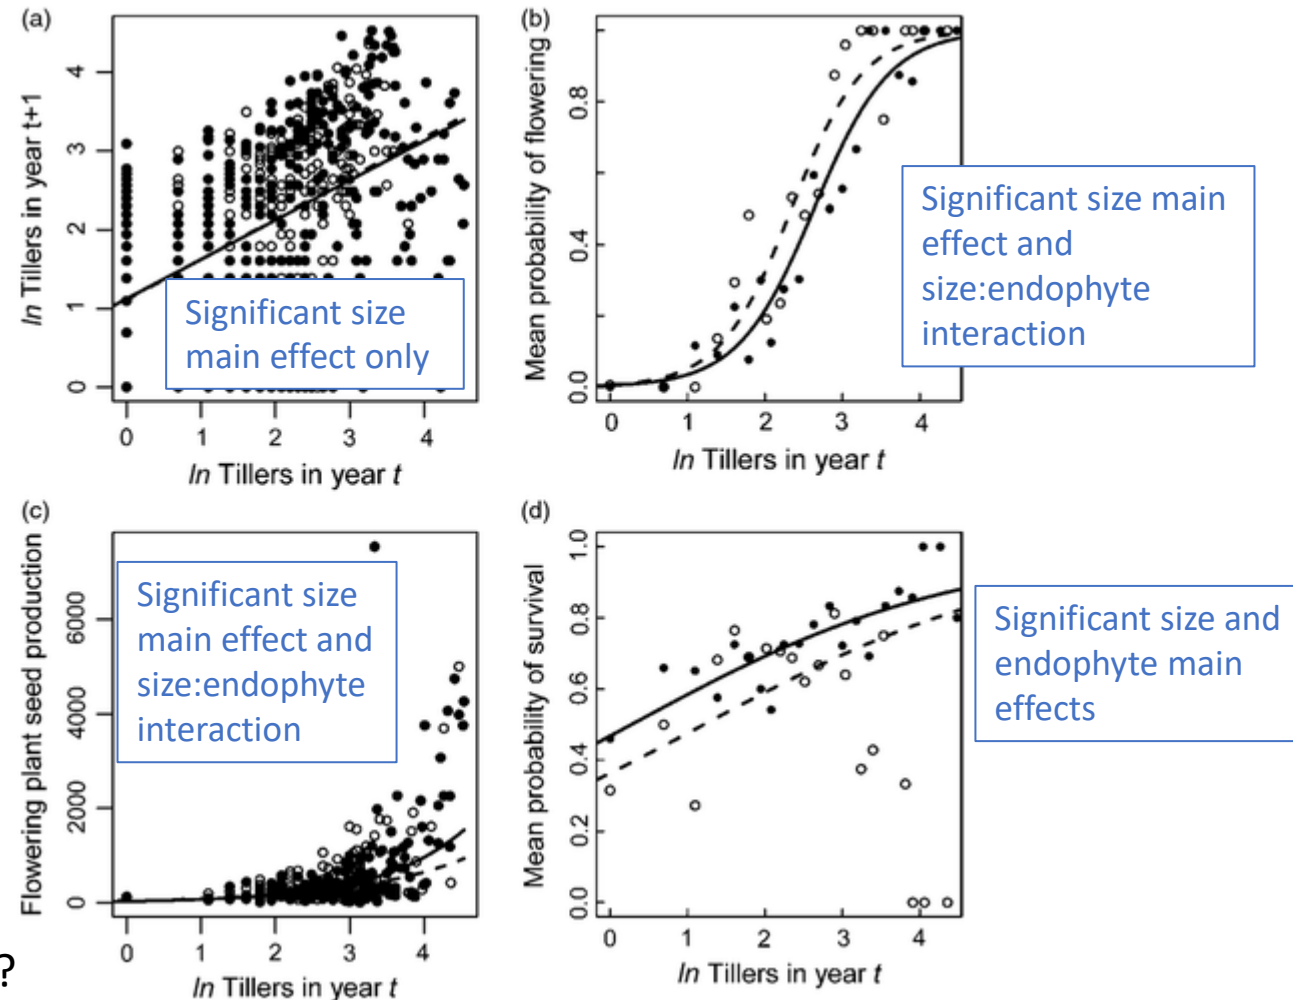 (a)
4
3
2
1
0
ln Tillers in year t+1
Significant size
main effect only
0 1 2 3 4
ln Tillers in year t
(b)
0.8
0.4
0.0
Mean probability of flowering
Significant size main
effect and
size:endophyte
interaction
0 1 2 3 4
ln Tillers in year t
(c)
6000
4000
2000
0
Flowering plant seed production
Significant size
main effect and
size:endophyte
interaction
0 1 2 3 4
ln Tillers in year t
(d)
1.0
0.8
0.6
0.4
0.2
0.0
Mean probability of survival
Significant size and
endophyte main
effects
0 1 2 3 4
ln Tillers in year t
?